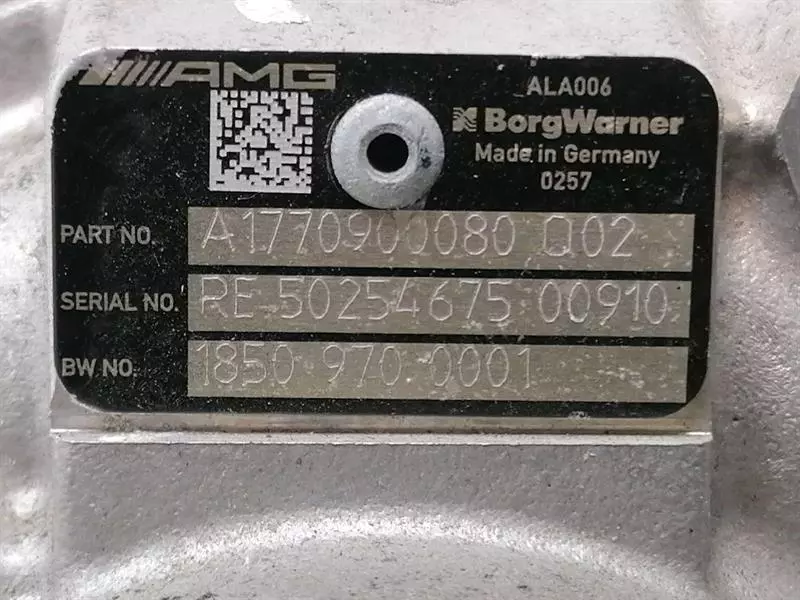 AMG
ALA006
BorgWarner
Made in Germany
0257
PART NO. A1770900080 Q02
SERIAL NO. RE 50254675 00910
BW NO. 1850 970 0001